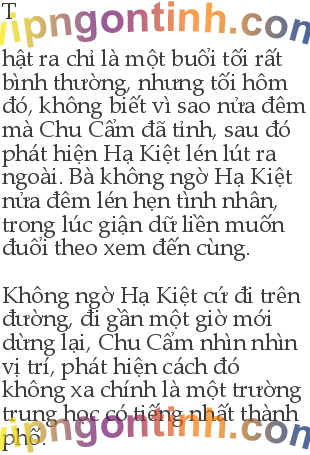 T
vipngontinh.com
hật ra chỉ là một buổi tối rất
bình thường, nhưng tối hôm
đó, không biết vì sao nửa đêm
mà Chu Cẩm đã tỉnh, sau đó
phát hiện Hạ Kiệt lén lút ra
ngoài. Bà không ngờ Hạ Kiệt
nửa đêm lén hẹn tình nhân,
trong lúc giận dữ liền muốn
đuổi theo xem đến cùng.
Không ngờ Hạ Kiệt cứ đi trên
đường, đi gần một giờ mới
dừng lại, Chu Cẩm nhìn nhìn
vị trí, phát hiện cách đó
không xa chính là một trường
trung học có tiếng nhất thành
phố.
vipngontinh.com